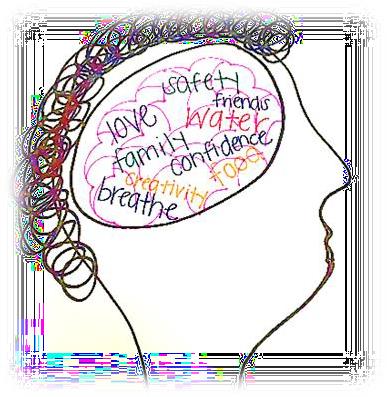 safety
friends
love
water
family
confidence
creativity
food
breathe